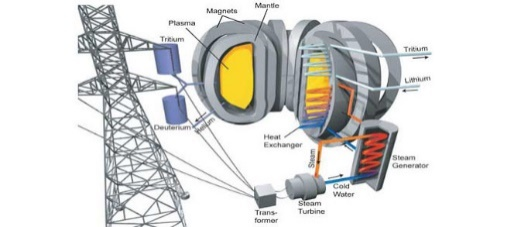 Mantle
Magnets
Plasma
Tritium
Tritium
Lithium
Deuterium
Helium
Heat
Exchanger
Steam
Steam
Generator
Cold
Water
Steam
Turbine
Trans-
former